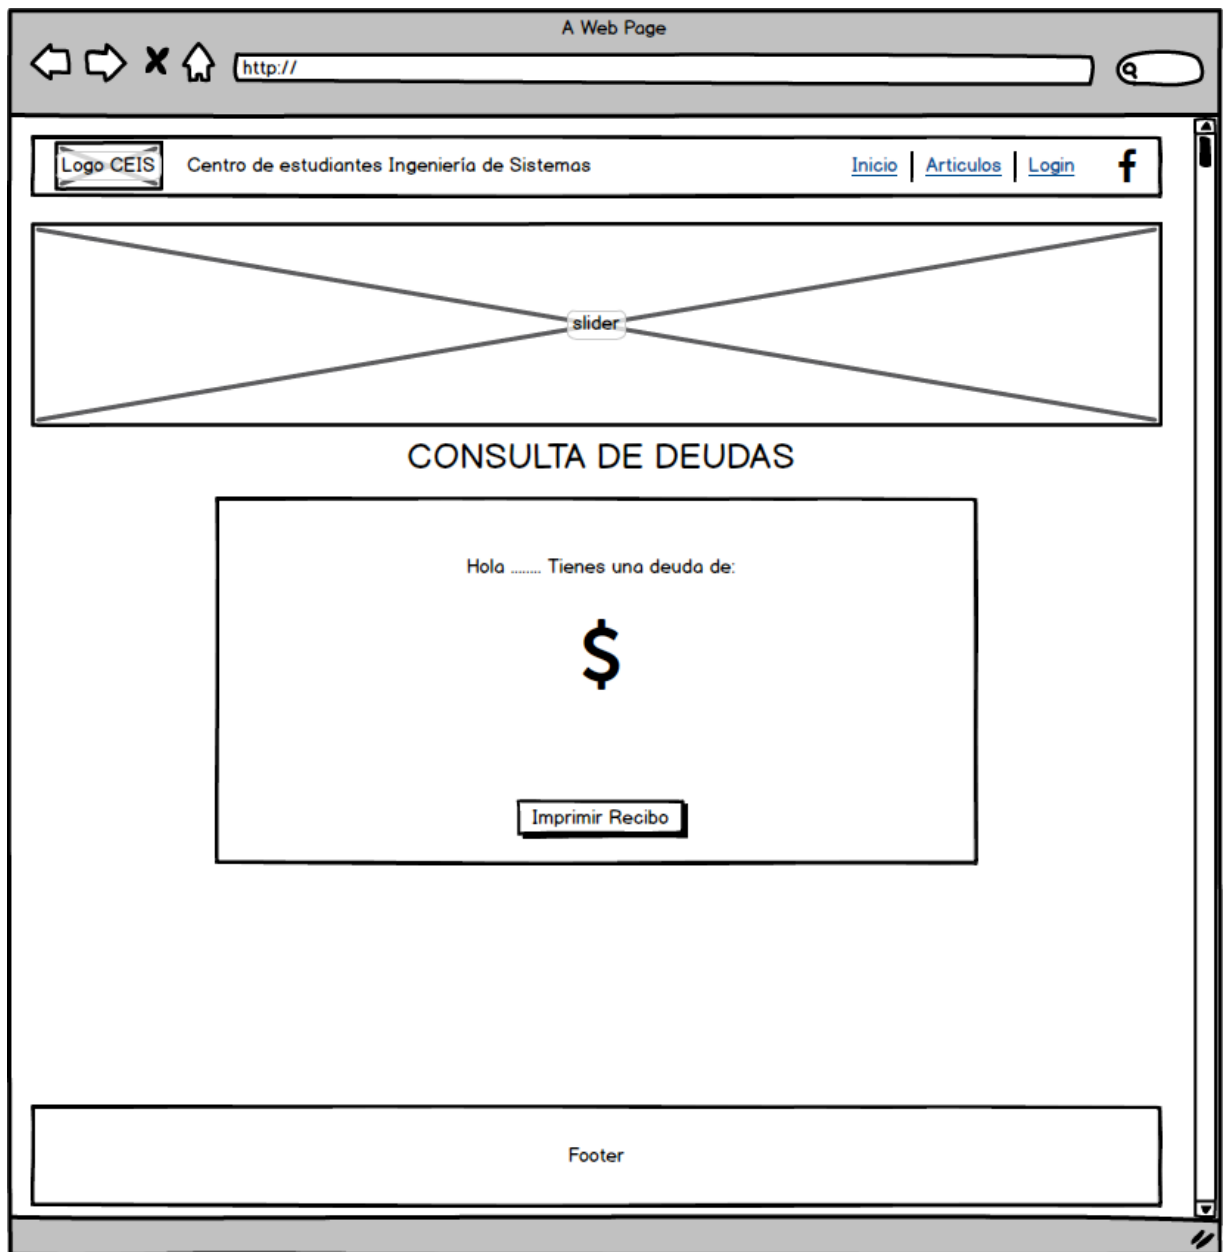 A Web Page
http://
Logo CEIS Centro de estudiantes Ingeniería de Sistemas Inicio Articulos Login f
slider
CONSULTA DE DEUDAS
Hola ........ Tienes una deuda de:
$
Imprimir Recibo
Footer